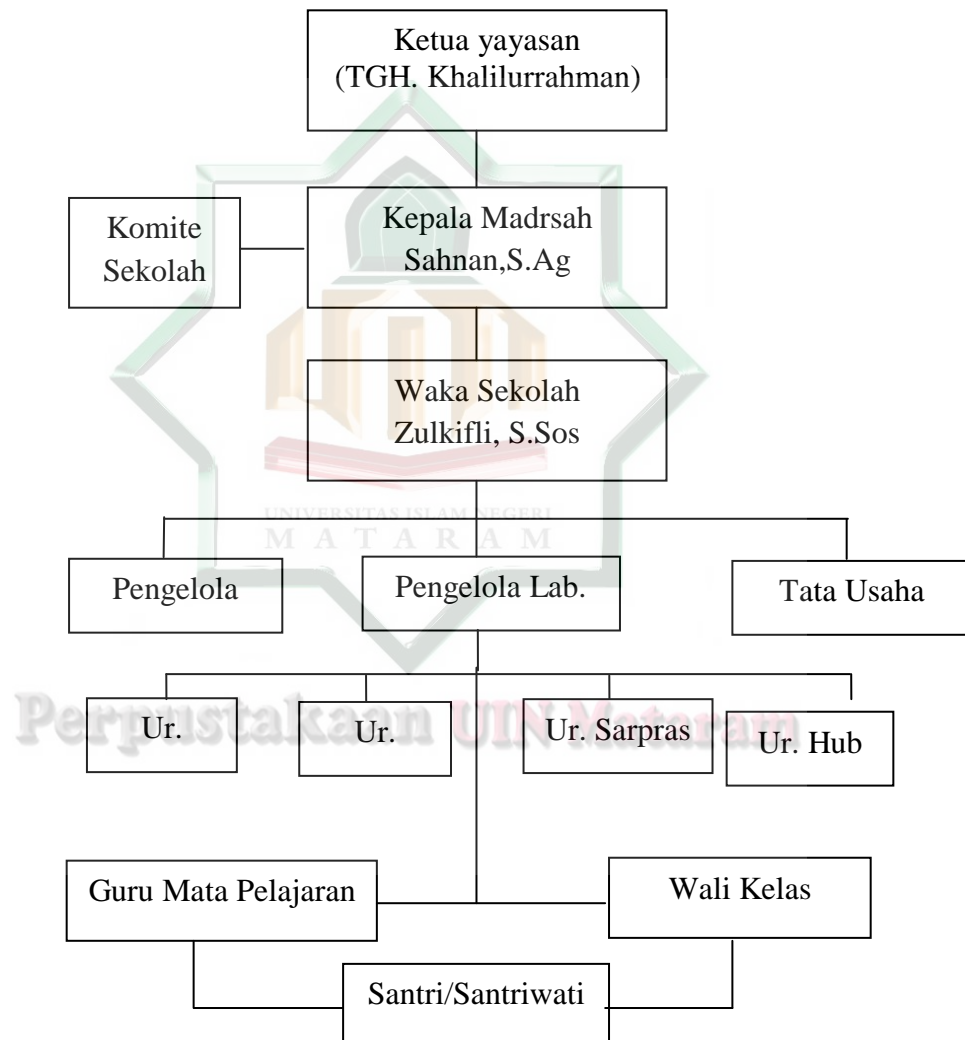 Ketua yayasan
(TGH. Khalilurrahman)
Komite
Sekolah
Kepala Madrsah
Sahnan,S.Ag
Waka Sekolah
Zulkifli, S.Sos
UNIVERSITAS ISLAM NEGERI
M A T A R A M
Pengelola
Pengelola Lab.
Tata Usaha
Perpustakaan UIN Mataram
Ur.
Ur.
Ur. Sarpras
Ur. Hub
Guru Mata Pelajaran
Wali Kelas
Santri/Santriwati